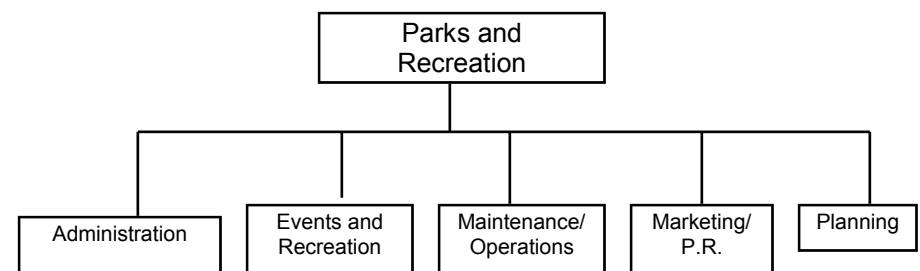 Parks and
Recreation
Administration
Events and
Recreation
Maintenance/
Operations
Marketing/
P.R.
Planning